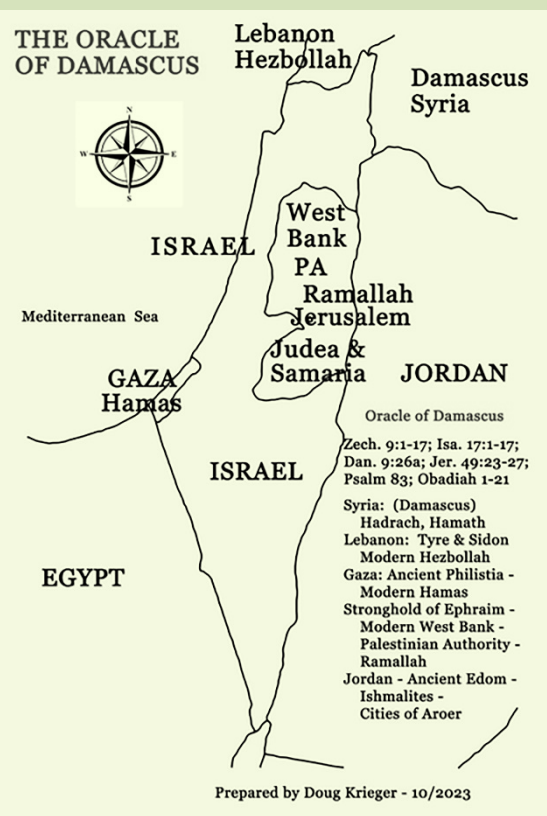 THE ORACLE
OF DAMASCUS
Lebanon
Hezbollah
Damascus
Syria
N
W
E
S
West
Bank
PA
ISRAEL
Ramallah
Jerusalem
Mediterranean Sea
Judea &
Samaria
GAZA
Hamas
JORDAN
Oracle of Damascus
Zech. 9:1-17; Isa. 17:1-17;
Dan. 9:26a; Jer. 49:23-27;
Psalm 83; Obadiah 1-21
ISRAEL
Syria: (Damascus)
Hadrach, Hamath
Lebanon: Tyre & Sidon
Modern Hezbollah
Gaza: Ancient Philistia -
Modern Hamas
Stronghold of Ephraim -
Modern West Bank -
Palestinian Authority -
Ramallah
Jordan - Ancient Edom -
Ishmalites -
Cities of Aroer
EGYPT
Prepared by Doug Krieger - 10/2023